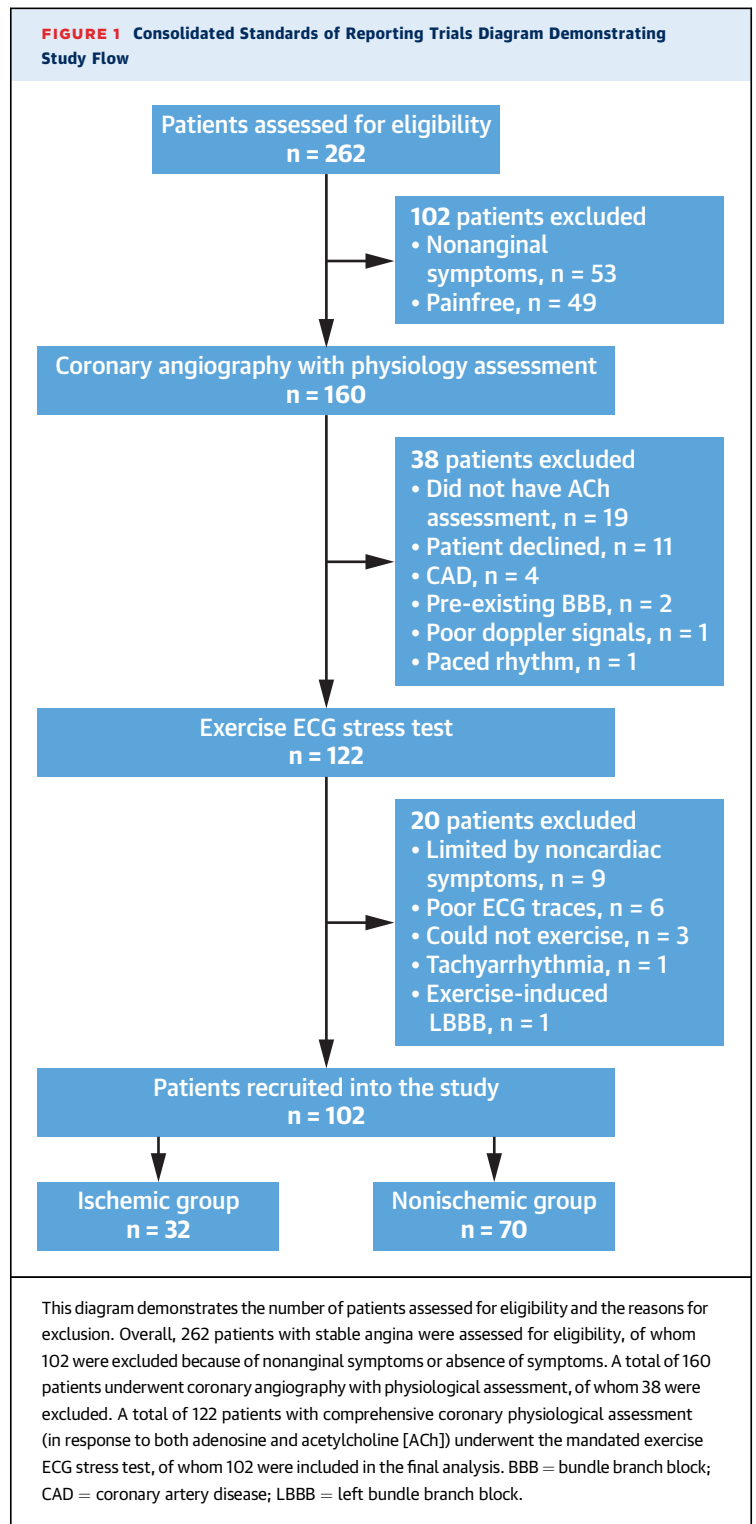 FIGURE 1 Consolidated Standards of Reporting Trials Diagram Demonstrating
Study Flow
Patients assessed for eligibility
n = 262
102 patients excluded
• Nonanginal
symptoms, n = 53
• Painfree, n = 49
Coronary angiography with physiology assessment
n = 160
38 patients excluded
• Did not have ACh
assessment, n = 19
• Patient declined, n = 11
• CAD, n = 4
• Pre-existing BBB, n = 2
• Poor doppler signals, n = 1
• Paced rhythm, n = 1
Exercise ECG stress test
n = 122
20 patients excluded
• Limited by noncardiac
symptoms, n = 9
• Poor ECG traces, n = 6
• Could not exercise, n = 3
• Tachyarrhythmia, n = 1
• Exercise-induced
LBBB, n = 1
Patients recruited into the study
n = 102
Ischemic group
n = 32
Nonischemic group
n = 70
This diagram demonstrates the number of patients assessed for eligibility and the reasons for
exclusion. Overall, 262 patients with stable angina were assessed for eligibility, of whom
102 were excluded because of nonanginal symptoms or absence of symptoms. A total of 160
patients underwent coronary angiography with physiological assessment, of whom 38 were
excluded. A total of 122 patients with comprehensive coronary physiological assessment
(in response to both adenosine and acetylcholine [ACh]) underwent the mandated exercise
ECG stress test, of whom 102 were included in the final analysis. BBB = bundle branch block;
CAD = coronary artery disease; LBBB = left bundle branch block.